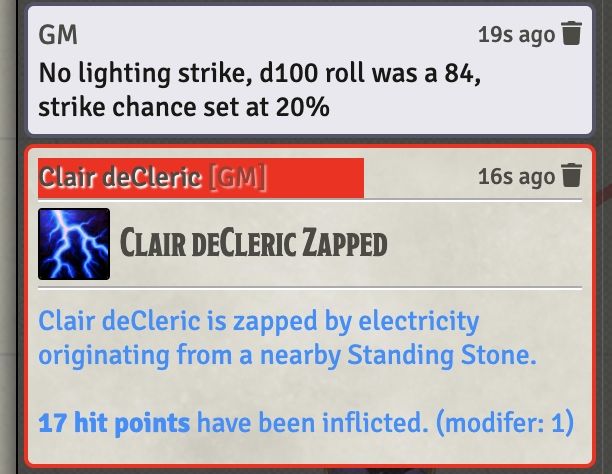 GM 19s ago
No lighting strike, d100 roll was a 84,
strike chance set at 20%
Clair deCleric [GM] 16s ago
Clair deCleric Zapped
Clair deCleric is zapped by electricity
originating from a nearby Standing Stone.
17 hit points have been inflicted. (modifer: 1)